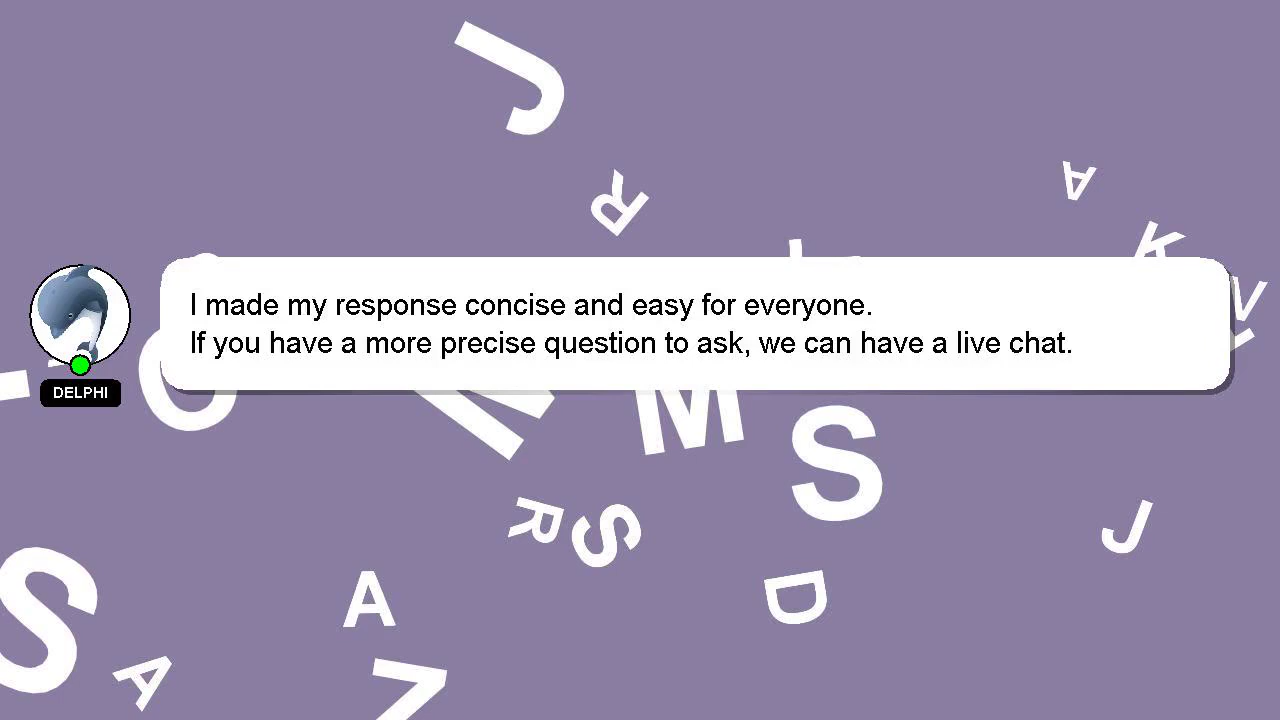 I made my response concise and easy for everyone.
If you have a more precise question to ask, we can have a live chat.
DELPHI
J
R
A
K
S
M
S
R
S
J
A
D
A
Z